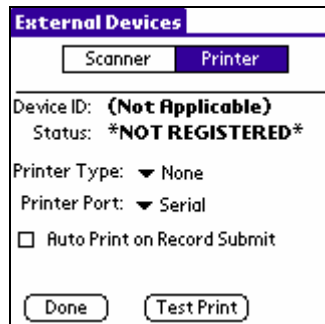 External Devices
Scanner Printer
Device ID: (Not Applicable)
Status: *NOT REGISTERED*
Printer Type: None
Printer Port: Serial
Auto Print on Record Submit
Done Test Print